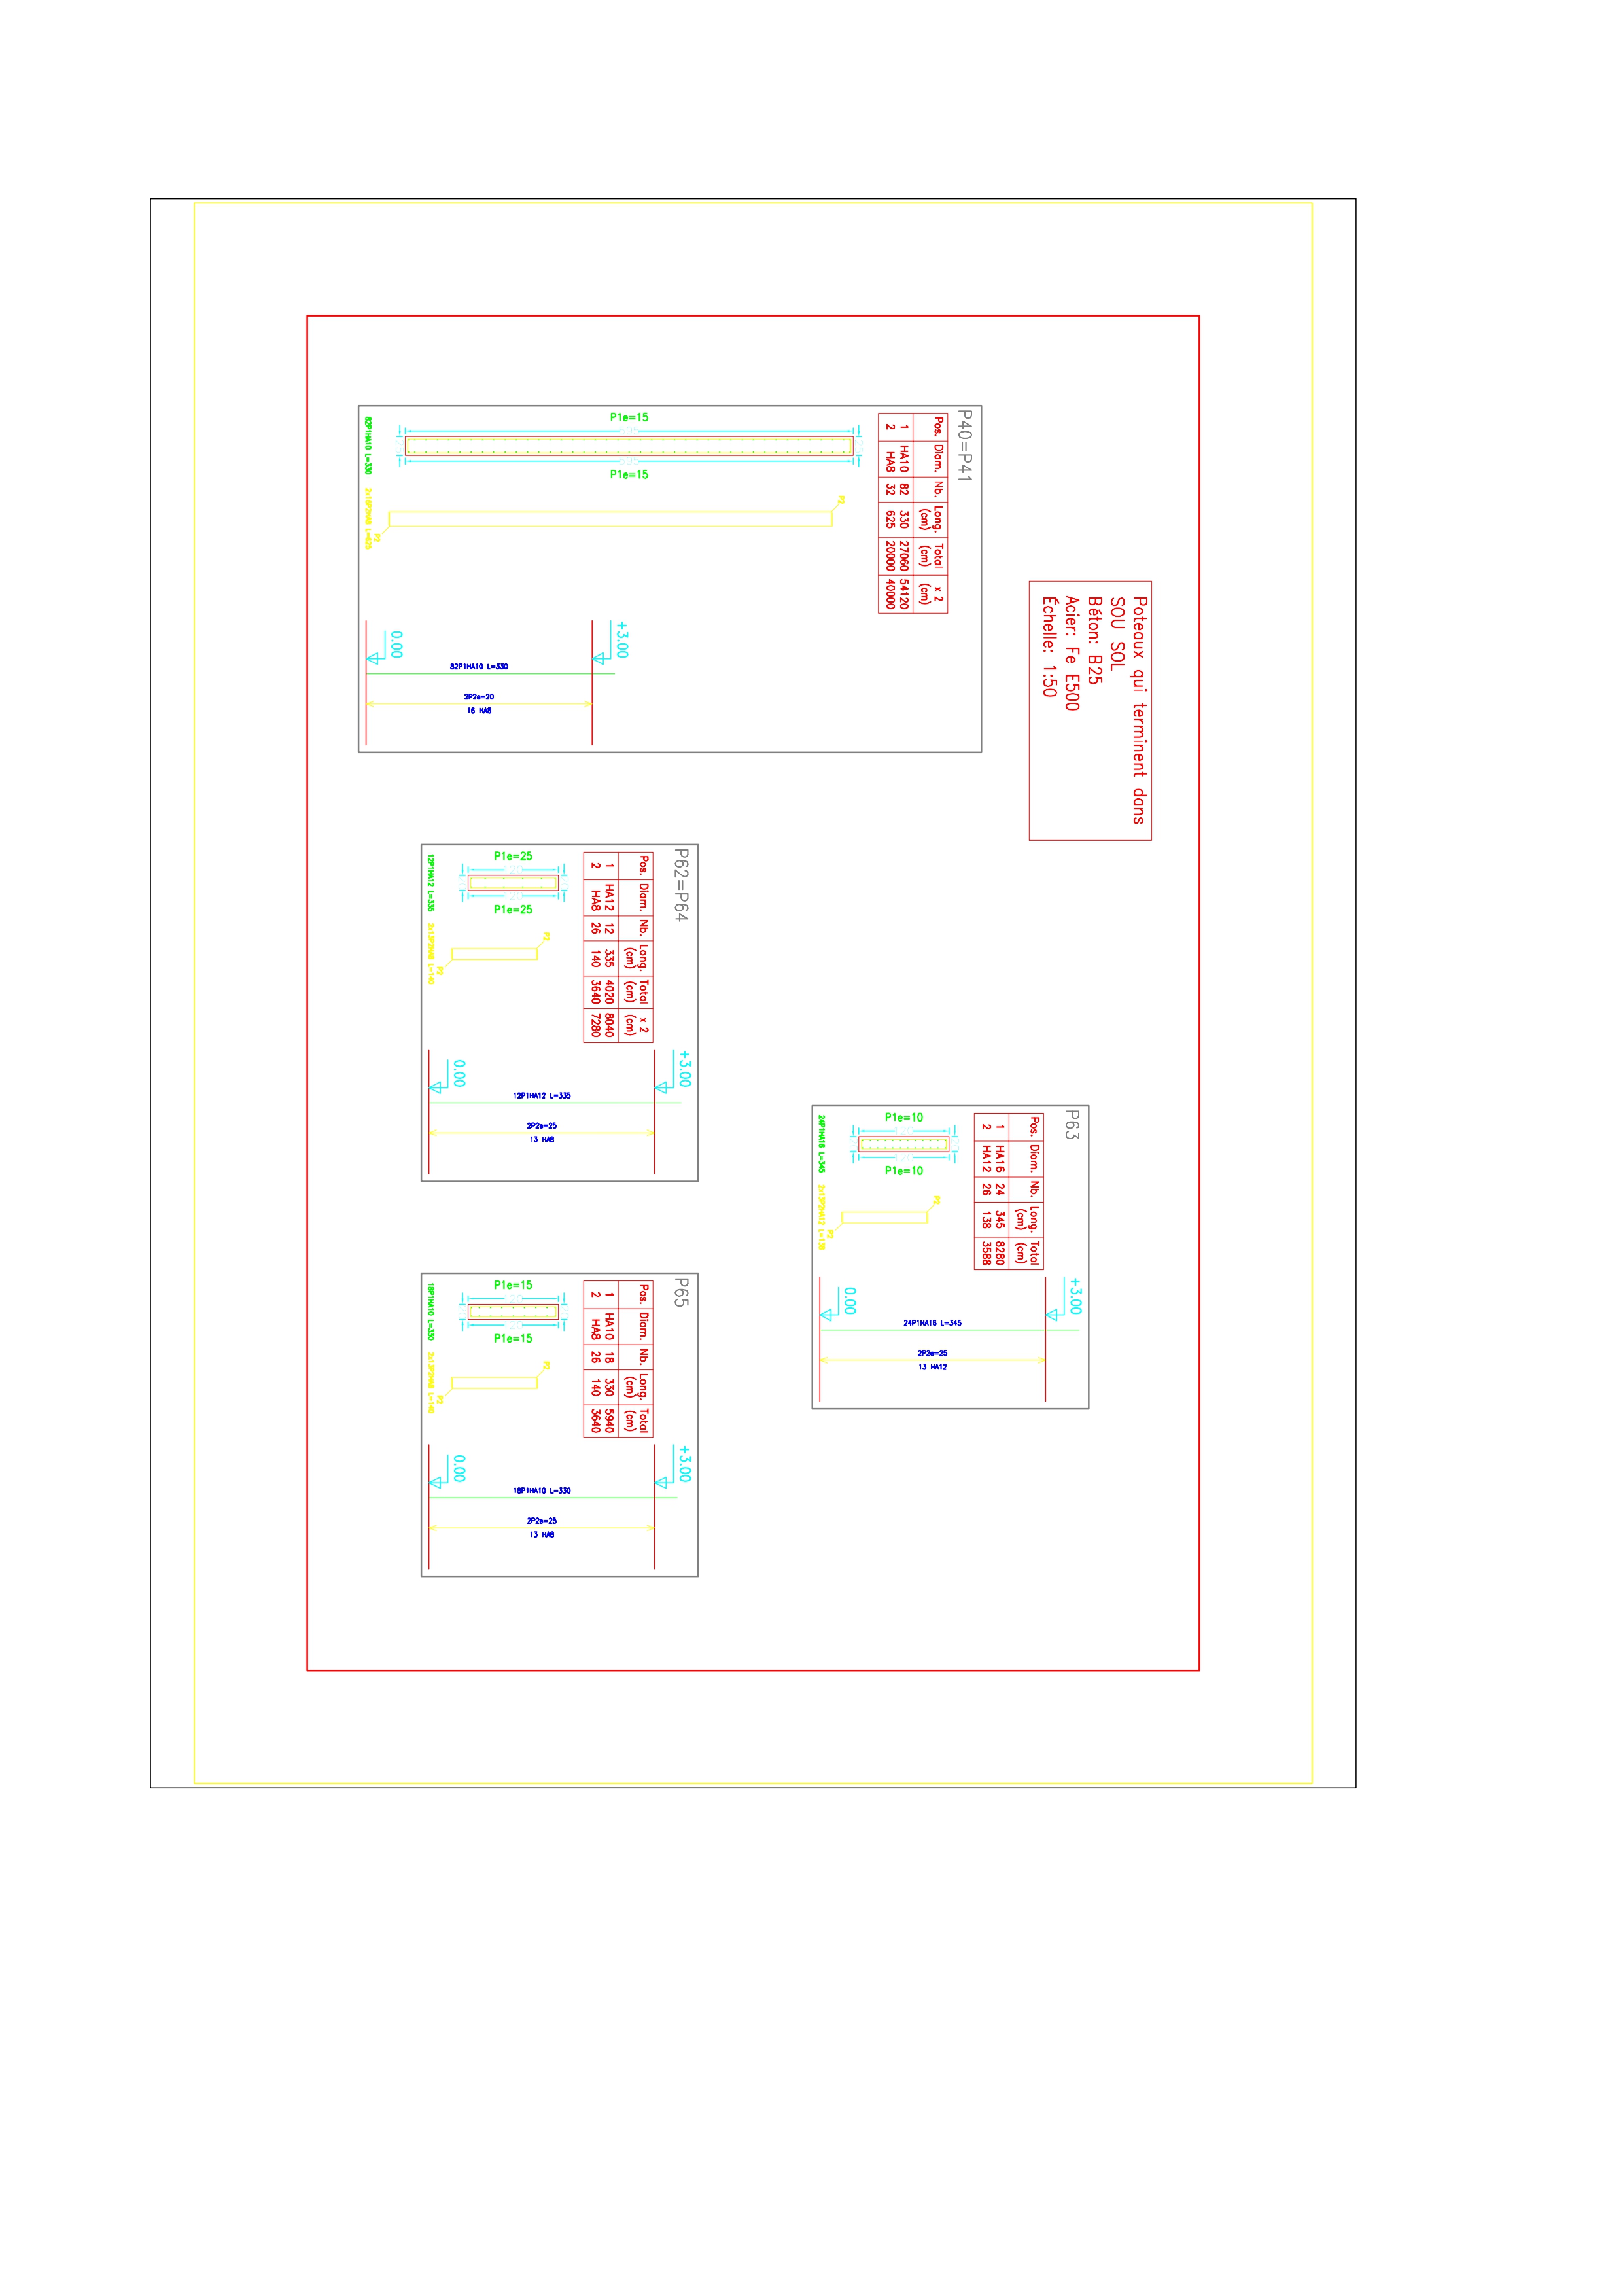 Poteaux qui terminent dans
SOU SOL
Béton: B25
Acier: Fe E500
Échelle: 1:50
P63
+3.00
Pos. Diam. Nb. Long. (cm) Total (cm)
1 HA16 24 345 8280
2 HA12 26 138 3588
P1e=10
P1e=10
P2
P2
24P1HA16 L=345
2P2e=25
13 HA12
0.00
24P1HA16 L=345 2x13P2HA12 L=138
P40=P41
Pos. Diam. Nb. Long. (cm) Total (cm) x 2 (cm)
1 HA10 82 330 27060 54120
2 HA8 32 625 20000 40000
P2
P1e=15
P1e=15
+3.00
82P1HA10 L=330
2P2e=20
16 HA8
0.00
P2
82P1HA10 L=330 2x16P2HA8 L=625
P62=P64
+3.00
Pos. Diam. Nb. Long. (cm) Total (cm) x 2 (cm)
1 HA12 12 335 4020 8040
2 HA8 26 140 3640 7280
P1e=25
P1e=25
P2
P2
12P1HA12 L=335
2P2e=25
13 HA8
0.00
12P1HA12 L=335 2x13P2HA8 L=140
P65
+3.00
Pos. Diam. Nb. Long. (cm) Total (cm)
1 HA10 18 330 5940
2 HA8 26 140 3640
P1e=15
P1e=15
P2
P2
18P1HA10 L=330
2P2e=25
13 HA8
0.00
18P1HA10 L=330 2x13P2HA8 L=140